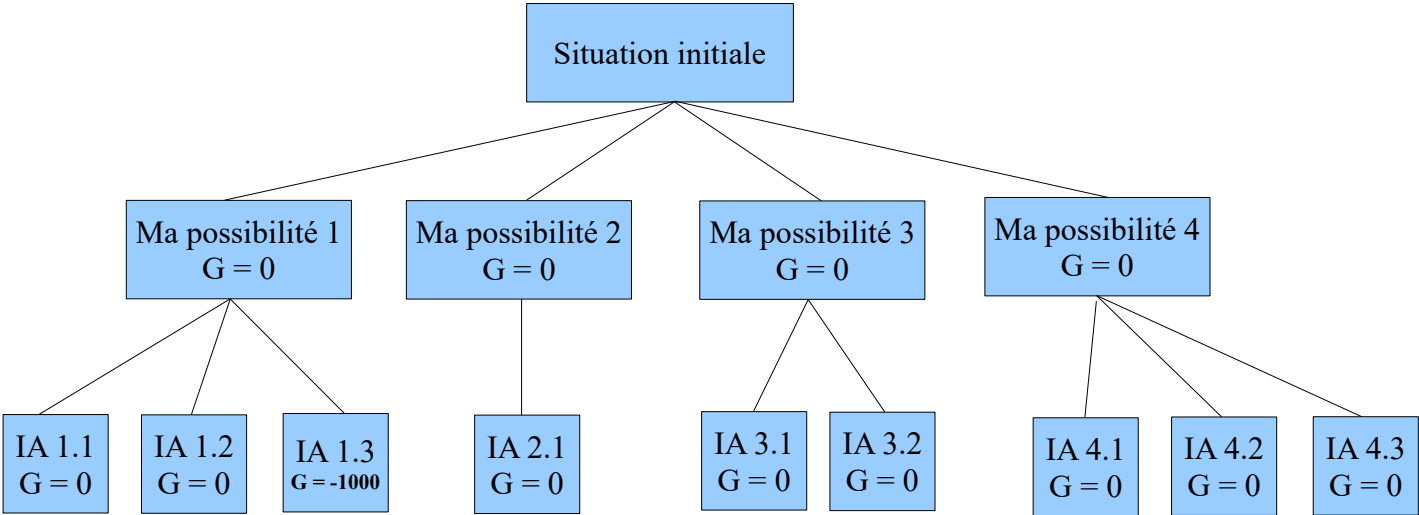 Situation initiale
Ma possibilité 1
G = 0
Ma possibilité 2
G = 0
Ma possibilité 3
G = 0
Ma possibilité 4
G = 0
IA 1.1
G = 0
IA 1.2
G = 0
IA 1.3
G = -1000
IA 2.1
G = 0
IA 3.1
G = 0
IA 3.2
G = 0
IA 4.1
G = 0
IA 4.2
G = 0
IA 4.3
G = 0